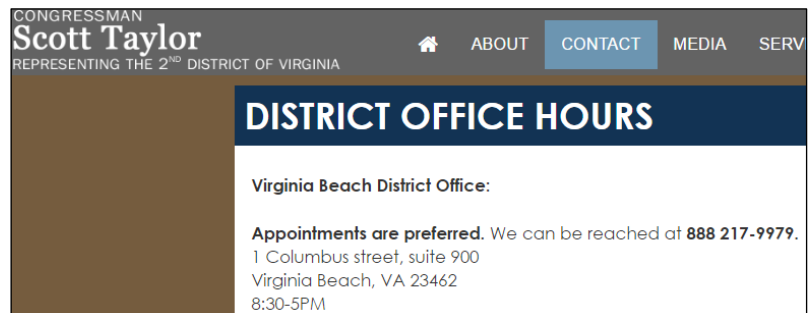 CONGRESSMAN
Scott Taylor
REPRESENTING THE 2ND DISTRICT OF VIRGINIA
ABOUT CONTACT MEDIA SERV
DISTRICT OFFICE HOURS
Virginia Beach District Office:
Appointments are preferred. We can be reached at 888 217-9979.
1 Columbus street, suite 900
Virginia Beach, VA 23462
8:30-5PM